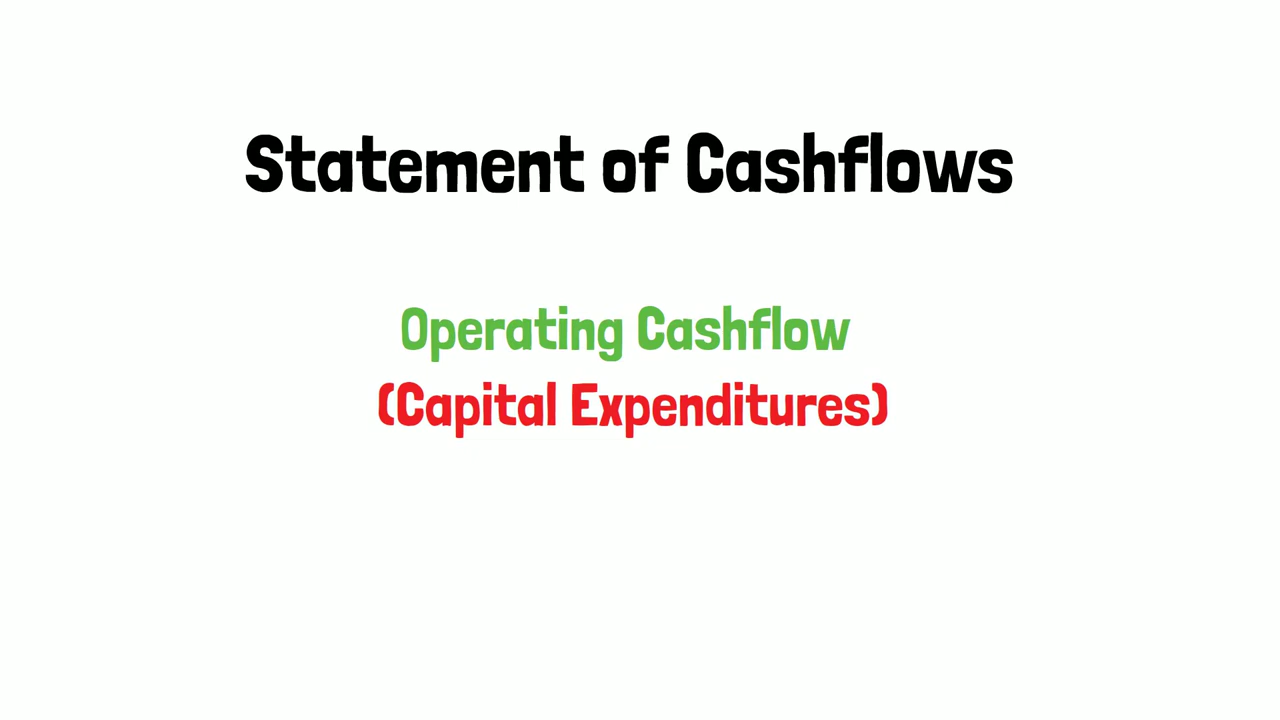 Statement of Cashflows
Operating Cashflow
(Capital Expenditures)